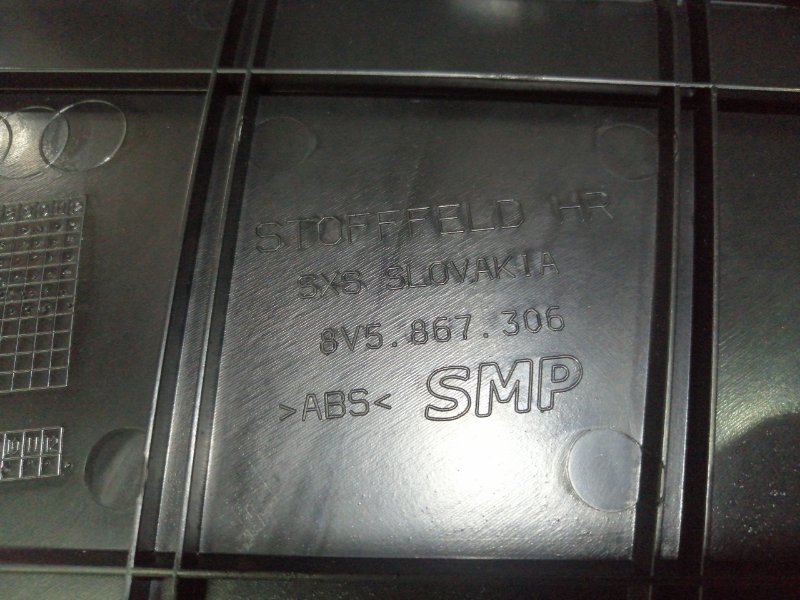 STOFFFELD HR
SXS SLOVAKIA
8V5.867.306
>ABS< SMP